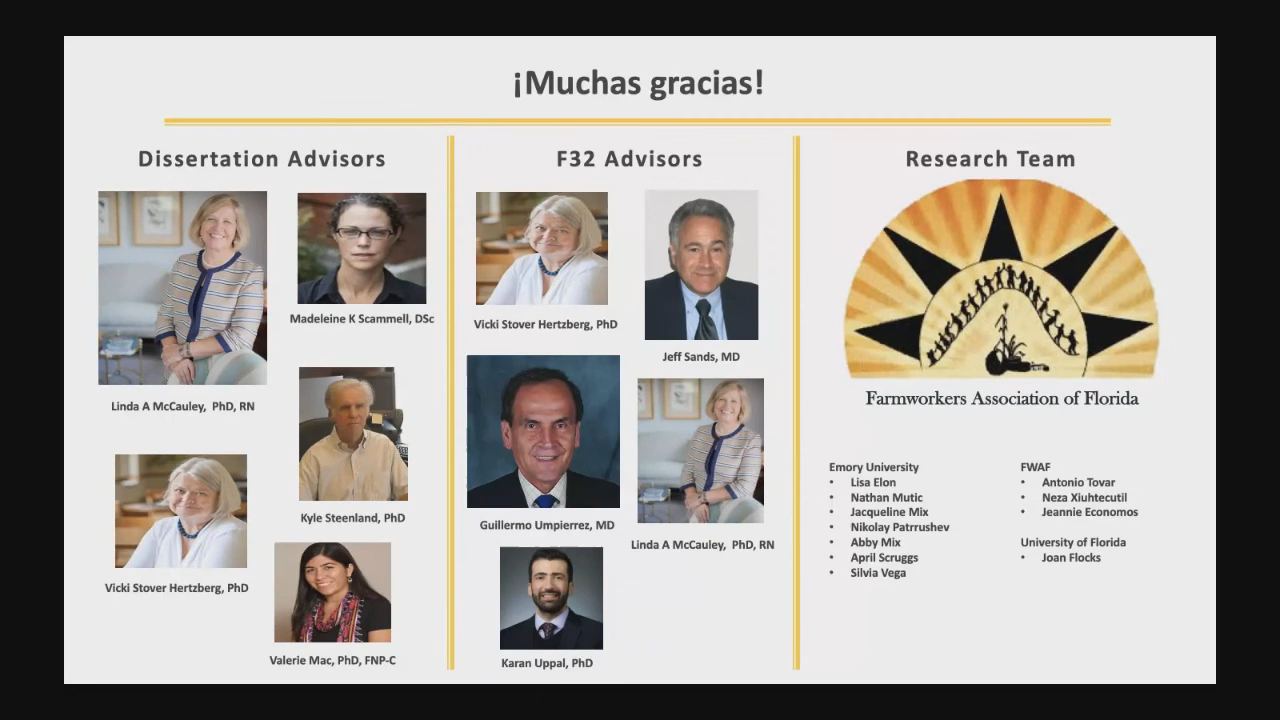 ¡Muchas gracias!
Dissertation Advisors
Linda A McCauley, PhD, RN
Madeleine K Scammell, DSc
Kyle Steenland, PhD
Vicki Stover Hertzberg, PhD
Valerie Mac, PhD, FNP-C
F32 Advisors
Vicki Stover Hertzberg, PhD
Jeff Sands, MD
Guillermo Umpierrez, MD
Linda A McCauley, PhD, RN
Karan Uppal, PhD
Research Team
Farmworkers Association of Florida
Emory University
• Lisa Elon
• Nathan Mutic
• Jacqueline Mix
• Nikolay Patrrushev
• Abby Mix
• April Scruggs
• Silvia Vega
FWAF
• Antonio Tovar
• Neza Xiuhtecutil
• Jeannie Economos
University of Florida
• Joan Flocks